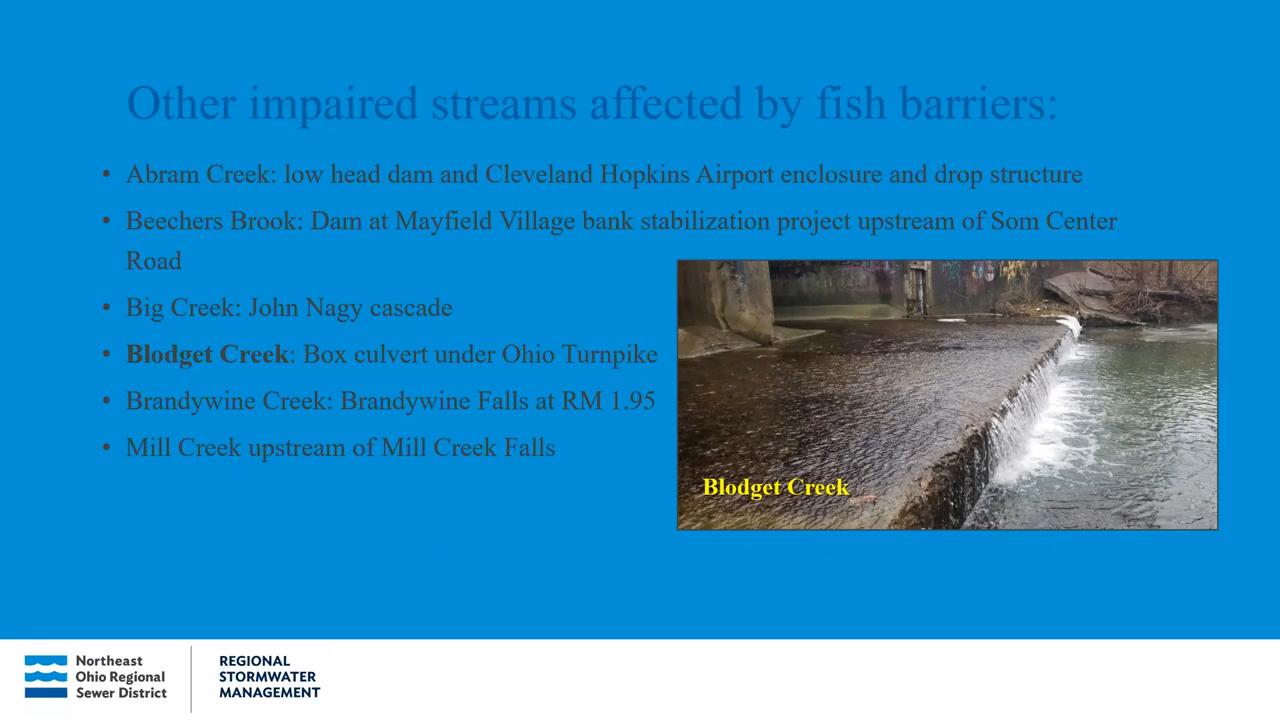 Other impaired streams affected by fish barriers:
• Abram Creek: low head dam and Cleveland Hopkins Airport enclosure and drop structure
• Beechers Brook: Dam at Mayfield Village bank stabilization project upstream of Som Center
Road
• Big Creek: John Nagy cascade
• Blodget Creek: Box culvert under Ohio Turnpike
• Brandywine Creek: Brandywine Falls at RM 1.95
• Mill Creek upstream of Mill Creek Falls
Blodget Creek
Northeast
Ohio Regional
Sewer District
REGIONAL
STORMWATER
MANAGEMENT